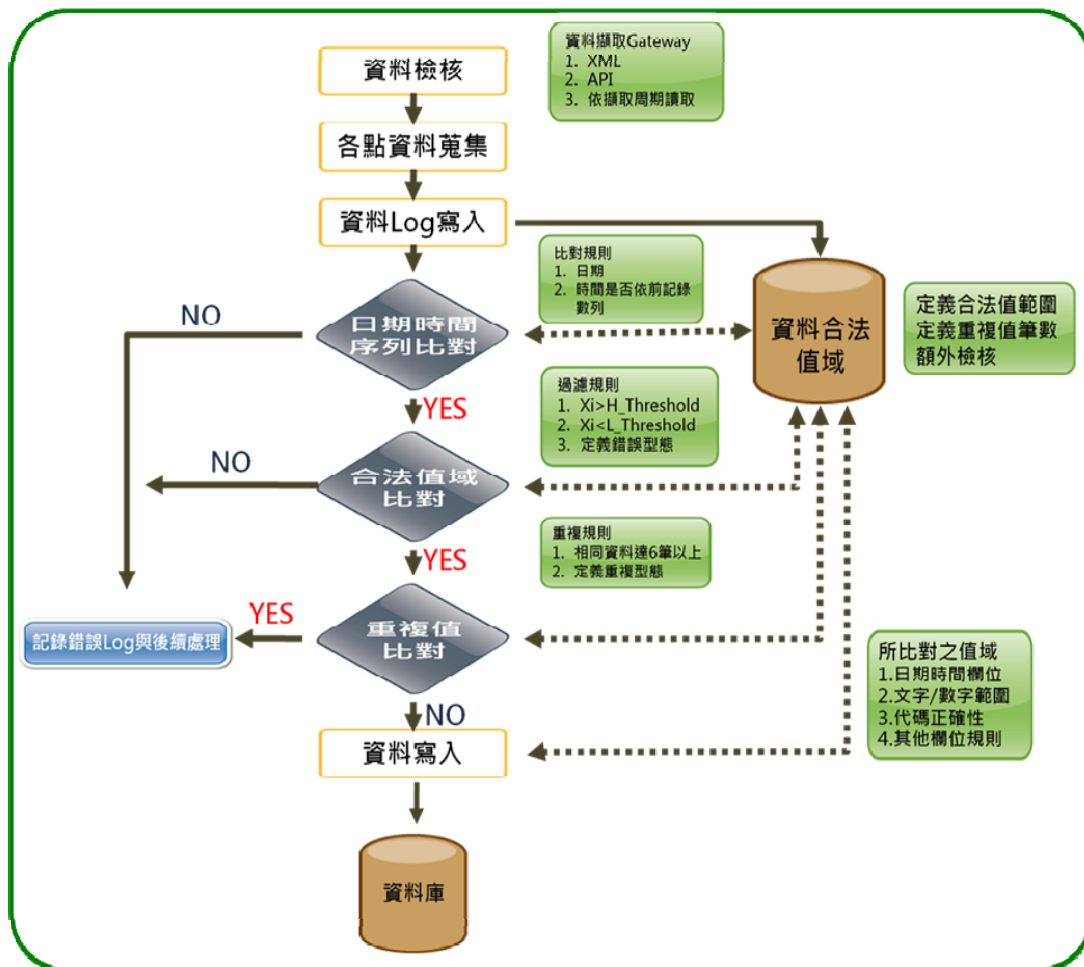 資料檢核
資料擷取Gateway
1. XML
2. API
3. 依擷取周期讀取
各點資料蒐集
資料Log寫入
比對規則
1. 日期
2. 時間是否依前記錄
數列
NO
日期時間
序列比對
資料合法
值域
定義合法值範圍
定義重複值筆數
額外檢核
YES
過濾規則
1. Xi>H_Threshold
2. Xi<L_Threshold
3. 定義錯誤型態
NO
合法值域
比對
YES
重複規則
1. 相同資料達6筆以上
2. 定義重複型態
YES
記錄錯誤Log與後續處理
重複值
比對
所比對之值域
1.日期時間欄位
2.文字/數字範圍
3.代碼正確性
4.其他欄位規則
NO
資料寫入
資料庫